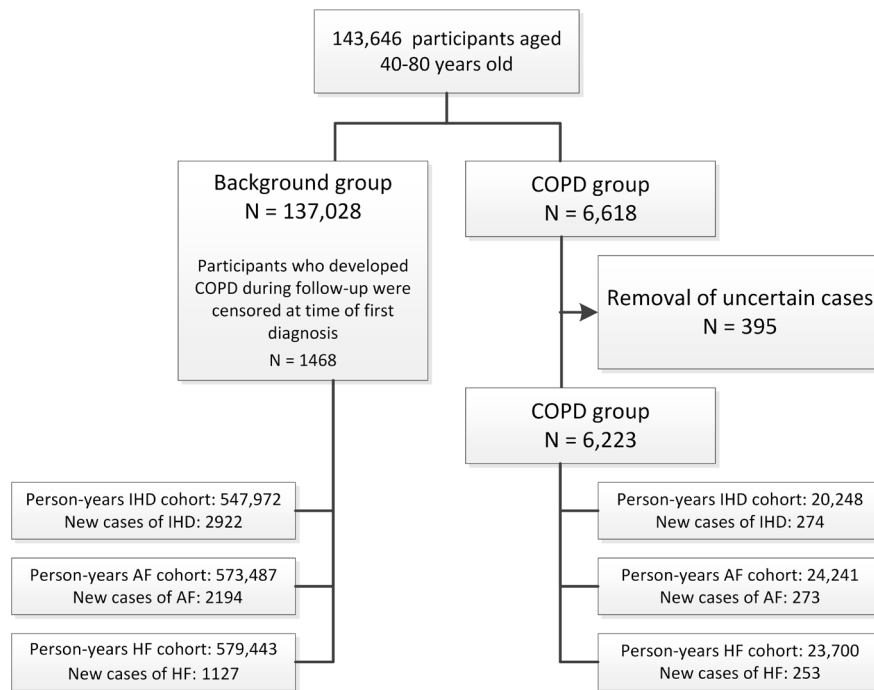 143,646 participants aged
40-80 years old
Background group
N = 137,028
Participants who developed
COPD during follow-up were
censored at time of first
diagnosis
N = 1468
COPD group
N = 6,618
Removal of uncertain cases
N = 395
COPD group
N = 6,223
Person-years IHD cohort: 547,972
New cases of IHD: 2922
Person-years AF cohort: 573,487
New cases of AF: 2194
Person-years HF cohort: 579,443
New cases of HF: 1127
Person-years IHD cohort: 20,248
New cases of IHD: 274
Person-years AF cohort: 24,241
New cases of AF: 273
Person-years HF cohort: 23,700
New cases of HF: 253